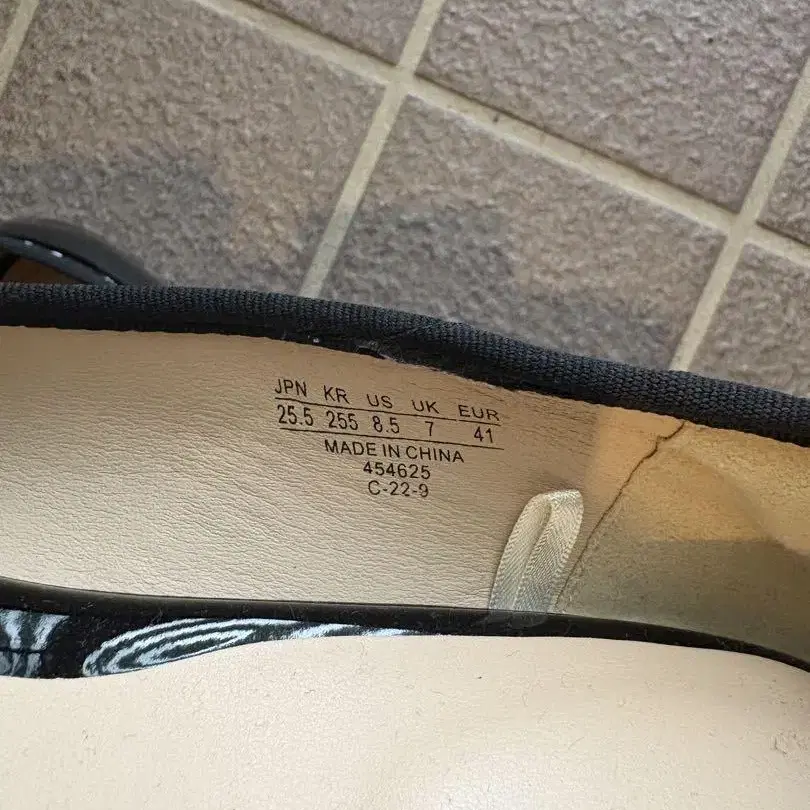 JPN KR US UK EUR
25.5 255 8.5 7 41
MADE IN CHINA
454625
C-22-9